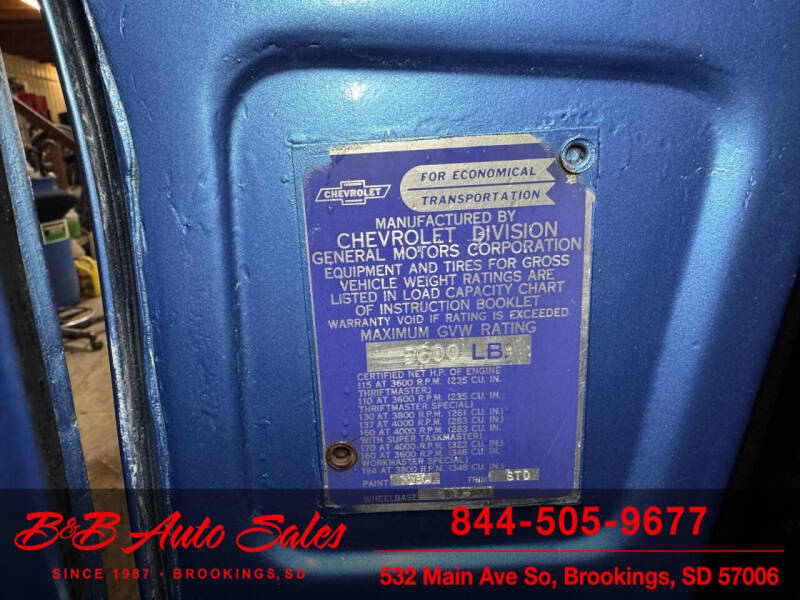 CHEVROLET
FOR ECONOMICAL
TRANSPORTATION
MANUFACTURED BY
CHEVROLET DIVISION
GENERAL MOTORS CORPORATION
EQUIPMENT AND TIRES FOR GROSS
VEHICLE WEIGHT RATINGS ARE
LISTED IN LOAD CAPACITY CHART
OF INSTRUCTION BOOKLET
WARRANTY VOID IF RATING IS EXCEEDED.
MAXIMUM GVW RATING
LB.
CERTIFIED NET H.P. OF ENGINE
115 AT 3600 R.P.M. (235 CU. IN.
THRIFTMASTER)
110 AT 3600 R.P.M. (235 CU. IN.
THRIFTMASTER SPECIAL)
130 AT 3800 R.P.M. (261 CU. IN.)
137 AT 4000 R.P.M. (283 CU. IN.)
160 AT 4000 R.P.M. (283 CU. IN.
WITH SUPER TASKMASTER)
170 AT 4000 R.P.M. (322 CU. IN.)
180 AT 3600 R.P.M. (348 CU. IN.
WORKMASTER SPECIAL)
194 AT 3800 R.P.M. (348 CU. IN.)
PAINT TRIM STD
WHEELBASE
B&B Auto Sales
SINCE 1987 • BROOKINGS, SD
844-505-9677
532 Main Ave So, Brookings, SD 57006